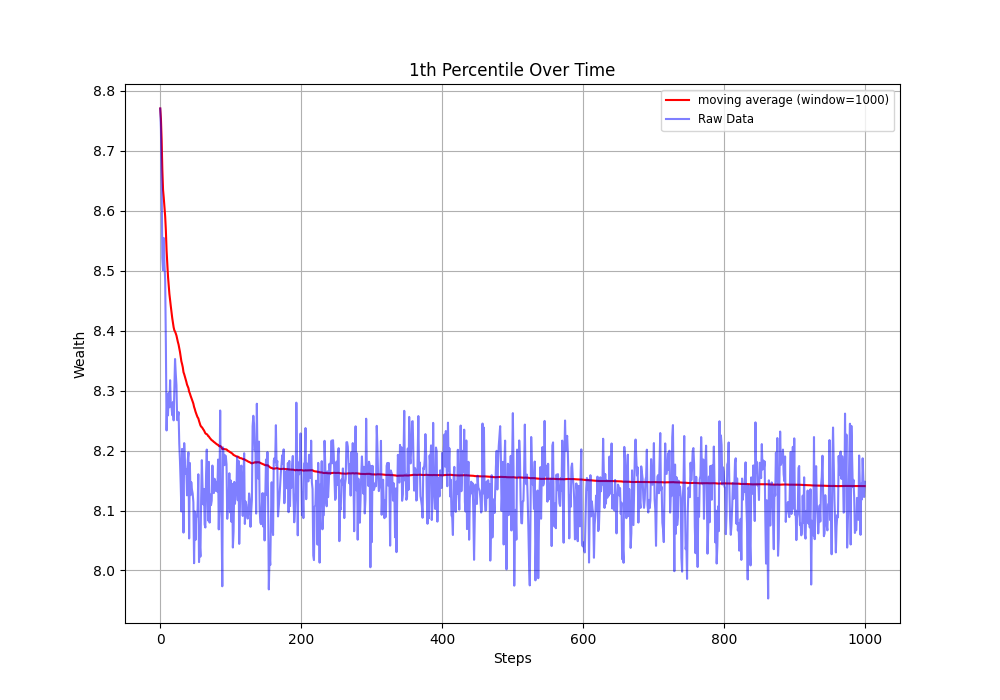 1th Percentile Over Time
moving average (window=1000)
Raw Data
8.8
8.7
8.6
8.5
8.4
8.3
8.2
8.1
8.0
Wealth
0 200 400 600 800 1000
Steps